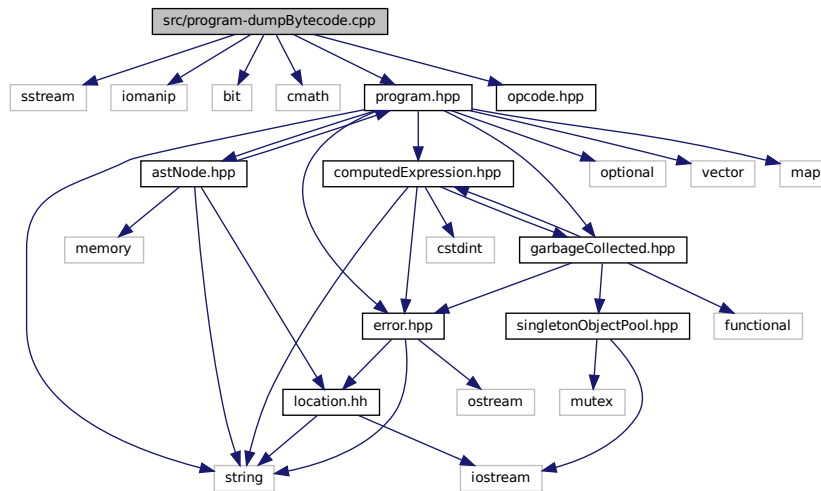 src/program-dumpBytecode.cpp
sstream
iomanip
bit
cmath
program.hpp
opcode.hpp
astNode.hpp
computedExpression.hpp
optional
vector
map
memory
cstdint
garbageCollected.hpp
error.hpp
singletonObjectPool.hpp
functional
location.hh
ostream
mutex
string
iostream